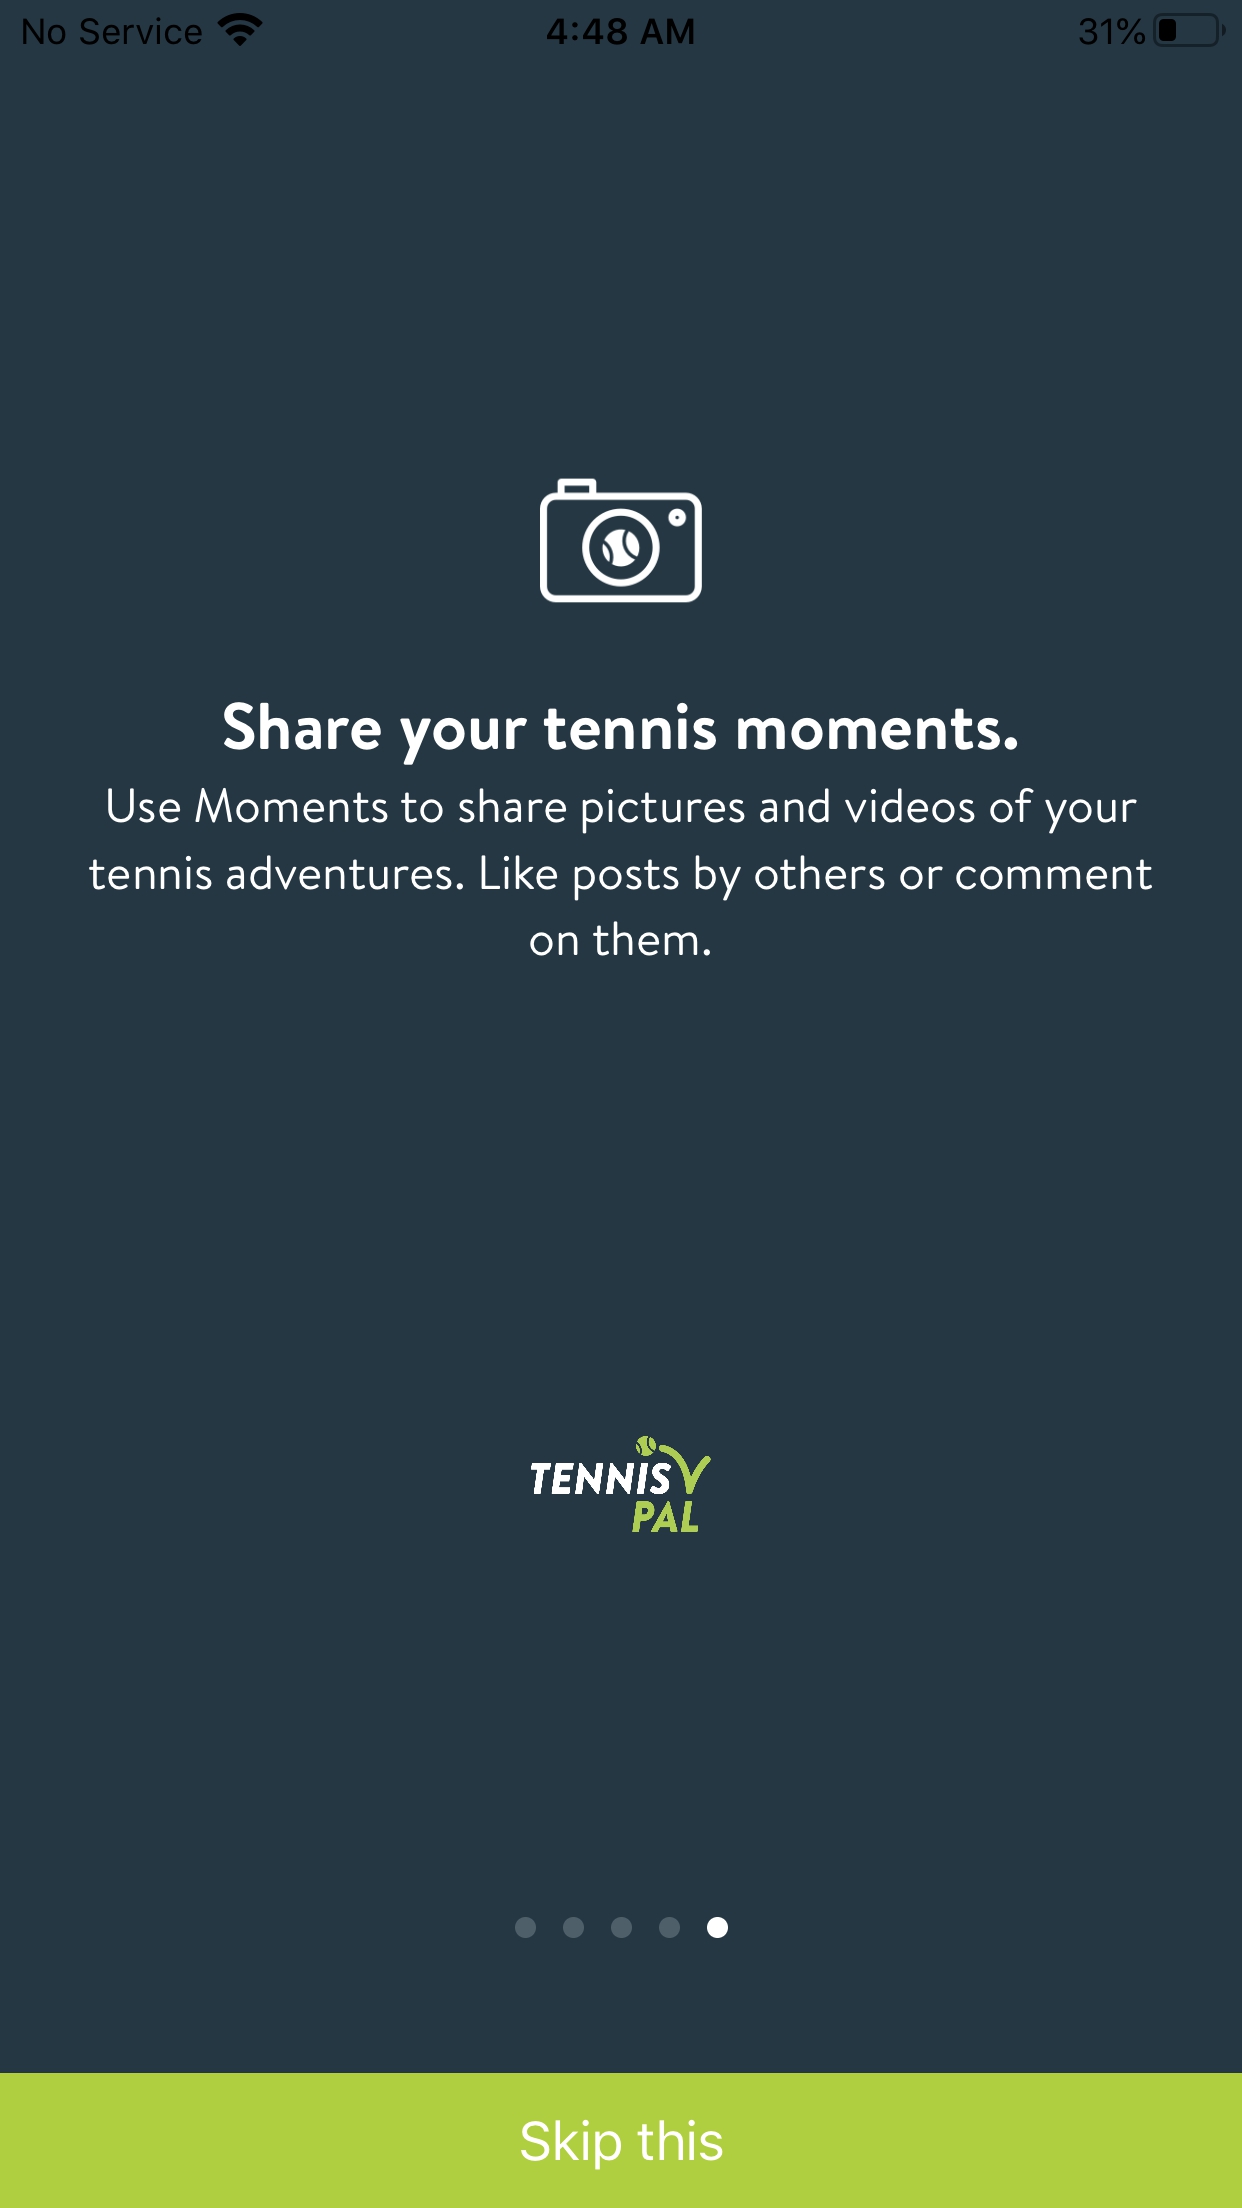 No Service 4:48 AM 31%
Share your tennis moments.
Use Moments to share pictures and videos of your
tennis adventures. Like posts by others or comment
on them.
TENNIS
PAL
Skip this